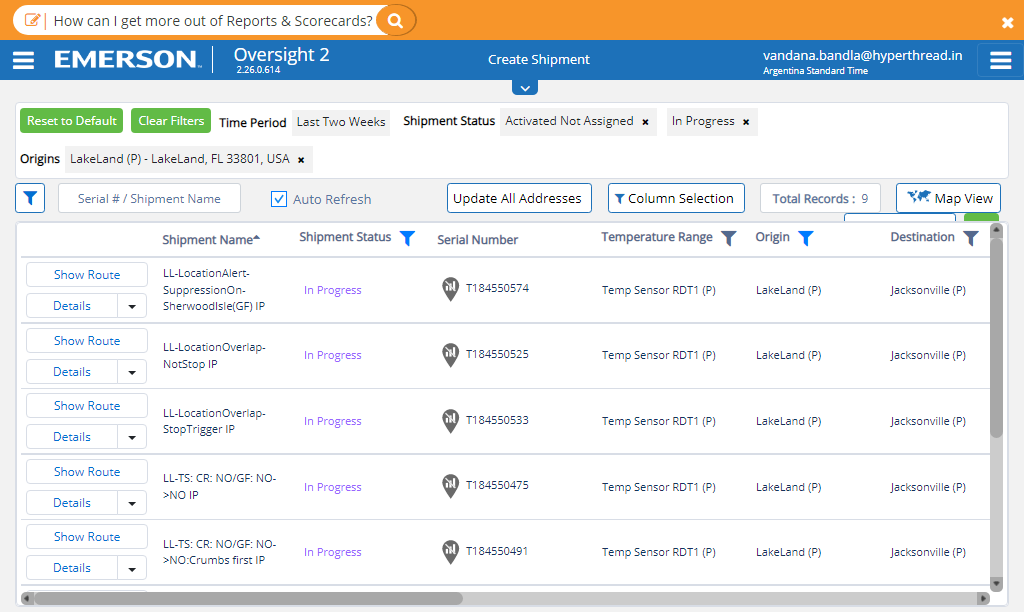 How can I get more out of Reports & Scorecards?
EMERSON. Oversight 2
2.26.0.614
Create Shipment
vandana.bandla@hyperthread.in
Argentina Standard Time
Reset to Default Clear Filters Time Period Last Two Weeks Shipment Status Activated Not Assigned × In Progress ×
Origins LakeLand (P) - LakeLand, FL 33801, USA ×
Serial # / Shipment Name Auto Refresh Update All Addresses Column Selection Total Records : 9 Map View
Shipment Name Shipment Status Serial Number Temperature Range Origin Destination
Show Route
Details
LL-LocationAlert-
SuppressionOn-
SherwoodIsle(GF) IP
In Progress T184550574 Temp Sensor RDT1 (P) LakeLand (P) Jacksonville (P)
Show Route
Details
LL-LocationOverlap-
NotStop IP
In Progress T184550525 Temp Sensor RDT1 (P) LakeLand (P) Jacksonville (P)
Show Route
Details
LL-LocationOverlap-
StopTrigger IP
In Progress T184550533 Temp Sensor RDT1 (P) LakeLand (P) Jacksonville (P)
Show Route
Details
LL-TS: CR: NO/GF: NO-
>NO IP
In Progress T184550475 Temp Sensor RDT1 (P) LakeLand (P) Jacksonville (P)
Show Route
Details
LL-TS: CR: NO/GF: NO-
>NO:Crumbs first IP
In Progress T184550491 Temp Sensor RDT1 (P) LakeLand (P) Jacksonville (P)